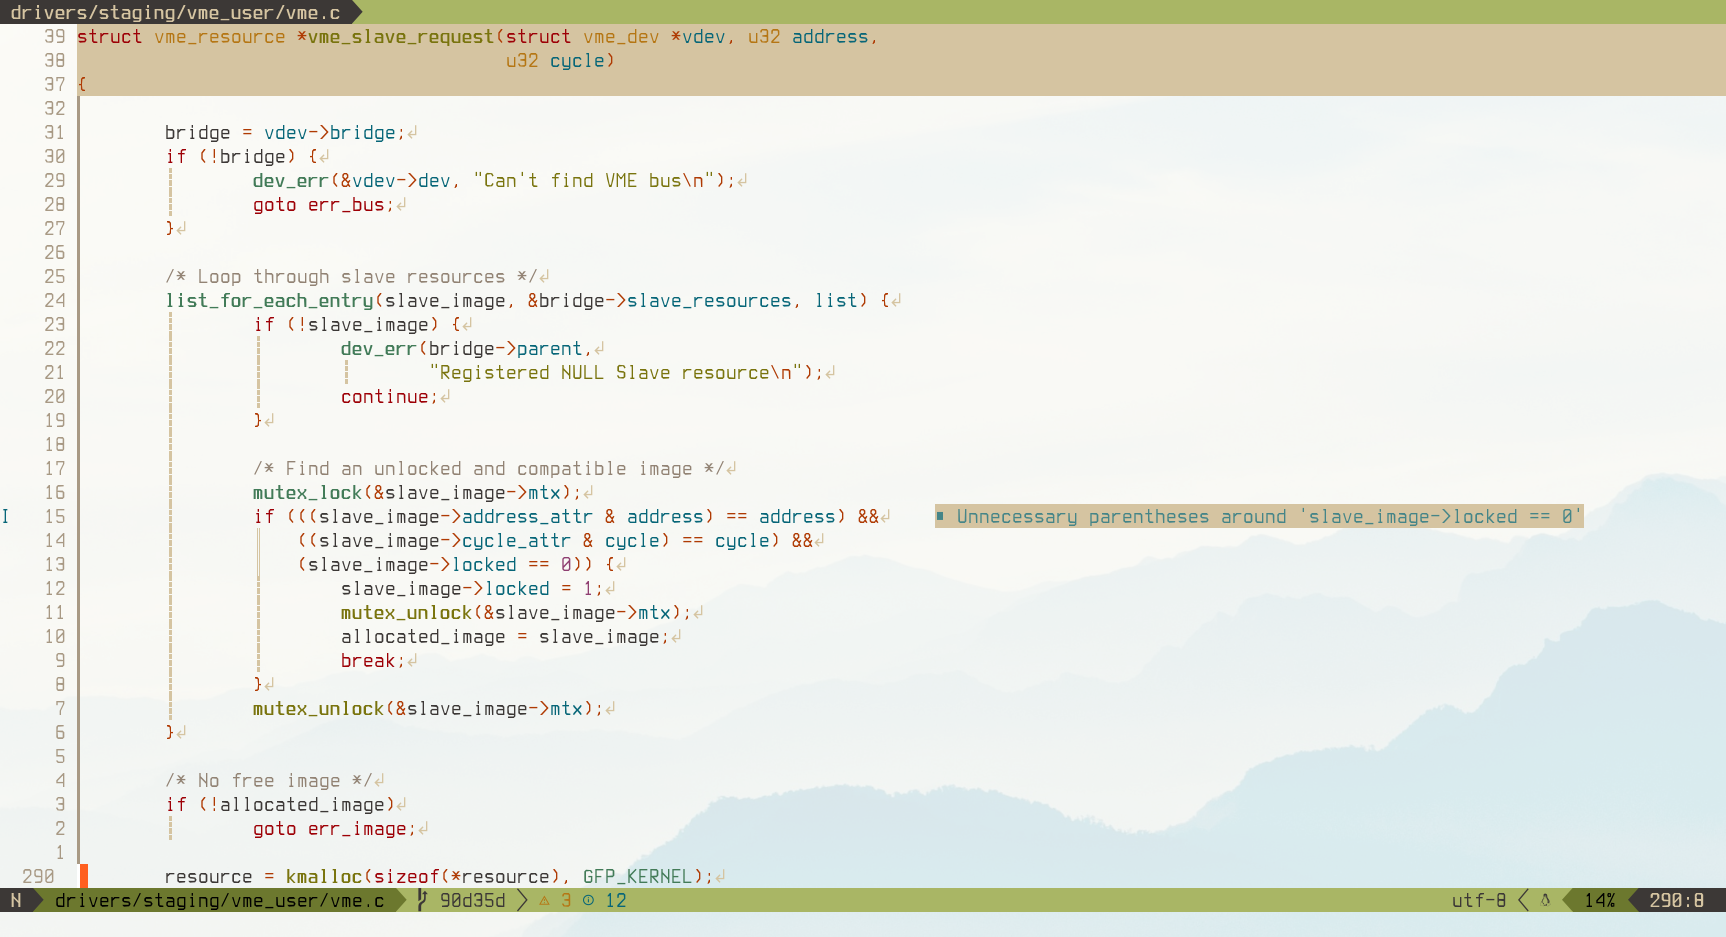 drivers/staging/vme_user/vme.c
39 struct vme_resource *vme_slave_request(struct vme_dev *vdev, u32 address,
38                                        u32 cycle)
37 {
32
31         bridge = vdev->bridge;↲
30         if (!bridge) {↲
29                 dev_err(&vdev->dev, "Can't find VME bus\n");↲
28                 goto err_bus;↲
27         }↲
26
25         /* Loop through slave resources */↲
24         list_for_each_entry(slave_image, &bridge->slave_resources, list) {↲
23                 if (!slave_image) {↲
22                         dev_err(bridge->parent,↲
21                                 "Registered NULL Slave resource\n");↲
20                         continue;↲
19                 }↲
18
17                 /* Find an unlocked and compatible image */↲
16                 mutex_lock(&slave_image->mtx);↲
I 15                 if (((slave_image->address_attr & address) == address) &&↲    ▪ Unnecessary parentheses around 'slave_image->locked == 0'
14                     ((slave_image->cycle_attr & cycle) == cycle) &&↲
13                     (slave_image->locked == 0)) {↲
12                         slave_image->locked = 1;↲
11                         mutex_unlock(&slave_image->mtx);↲
10                         allocated_image = slave_image;↲
9                         break;↲
8                 }↲
7                 mutex_unlock(&slave_image->mtx);↲
6         }↲
5
4         /* No free image */↲
3         if (!allocated_image)↲
2                 goto err_image;↲
1
290         resource = kmalloc(sizeof(*resource), GFP_KERNEL);↲
N drivers/staging/vme_user/vme.c 90d35d ⚠ 3 ⓘ 12 utf-8 14% 290:8